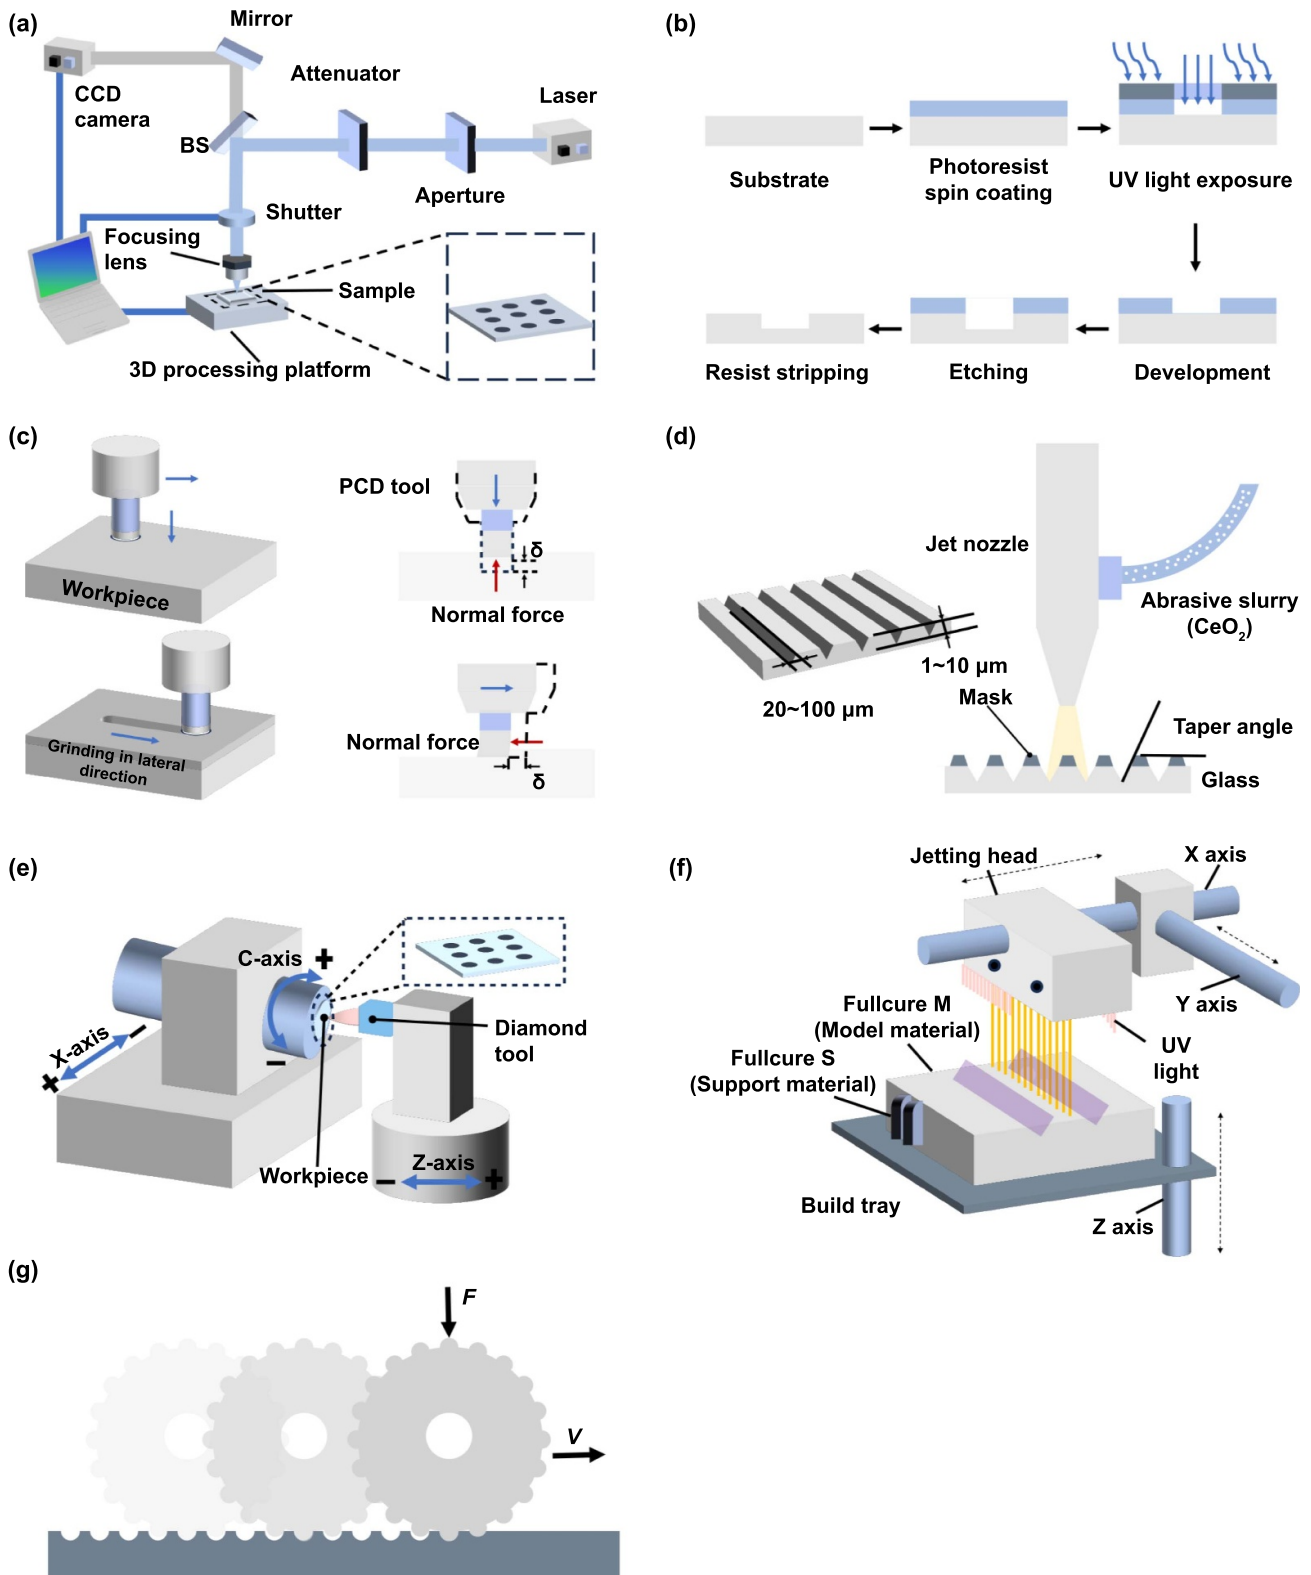 (a)
Mirror
Attenuator
Laser
CCD
camera
BS
Aperture
Shutter
Focusing
lens
Sample
3D processing platform
(b)
Substrate
Photoresist
spin coating
UV light exposure
Resist stripping
Etching
Development
(c)
Workpiece
PCD tool
δ
Normal force
Grinding in lateral
direction
Normal force
δ
(d)
Jet nozzle
Abrasive slurry
(CeO₂)
1~10 μm
20~100 μm
Mask
Taper angle
Glass
(e)
C-axis
+
−
X-axis
−
+
Diamond
tool
Workpiece
Z-axis
−
+
(f)
Jetting head
X axis
Y axis
Fullcure M
(Model material)
UV
light
Fullcure S
(Support material)
Build tray
Z axis
(g)
F
V